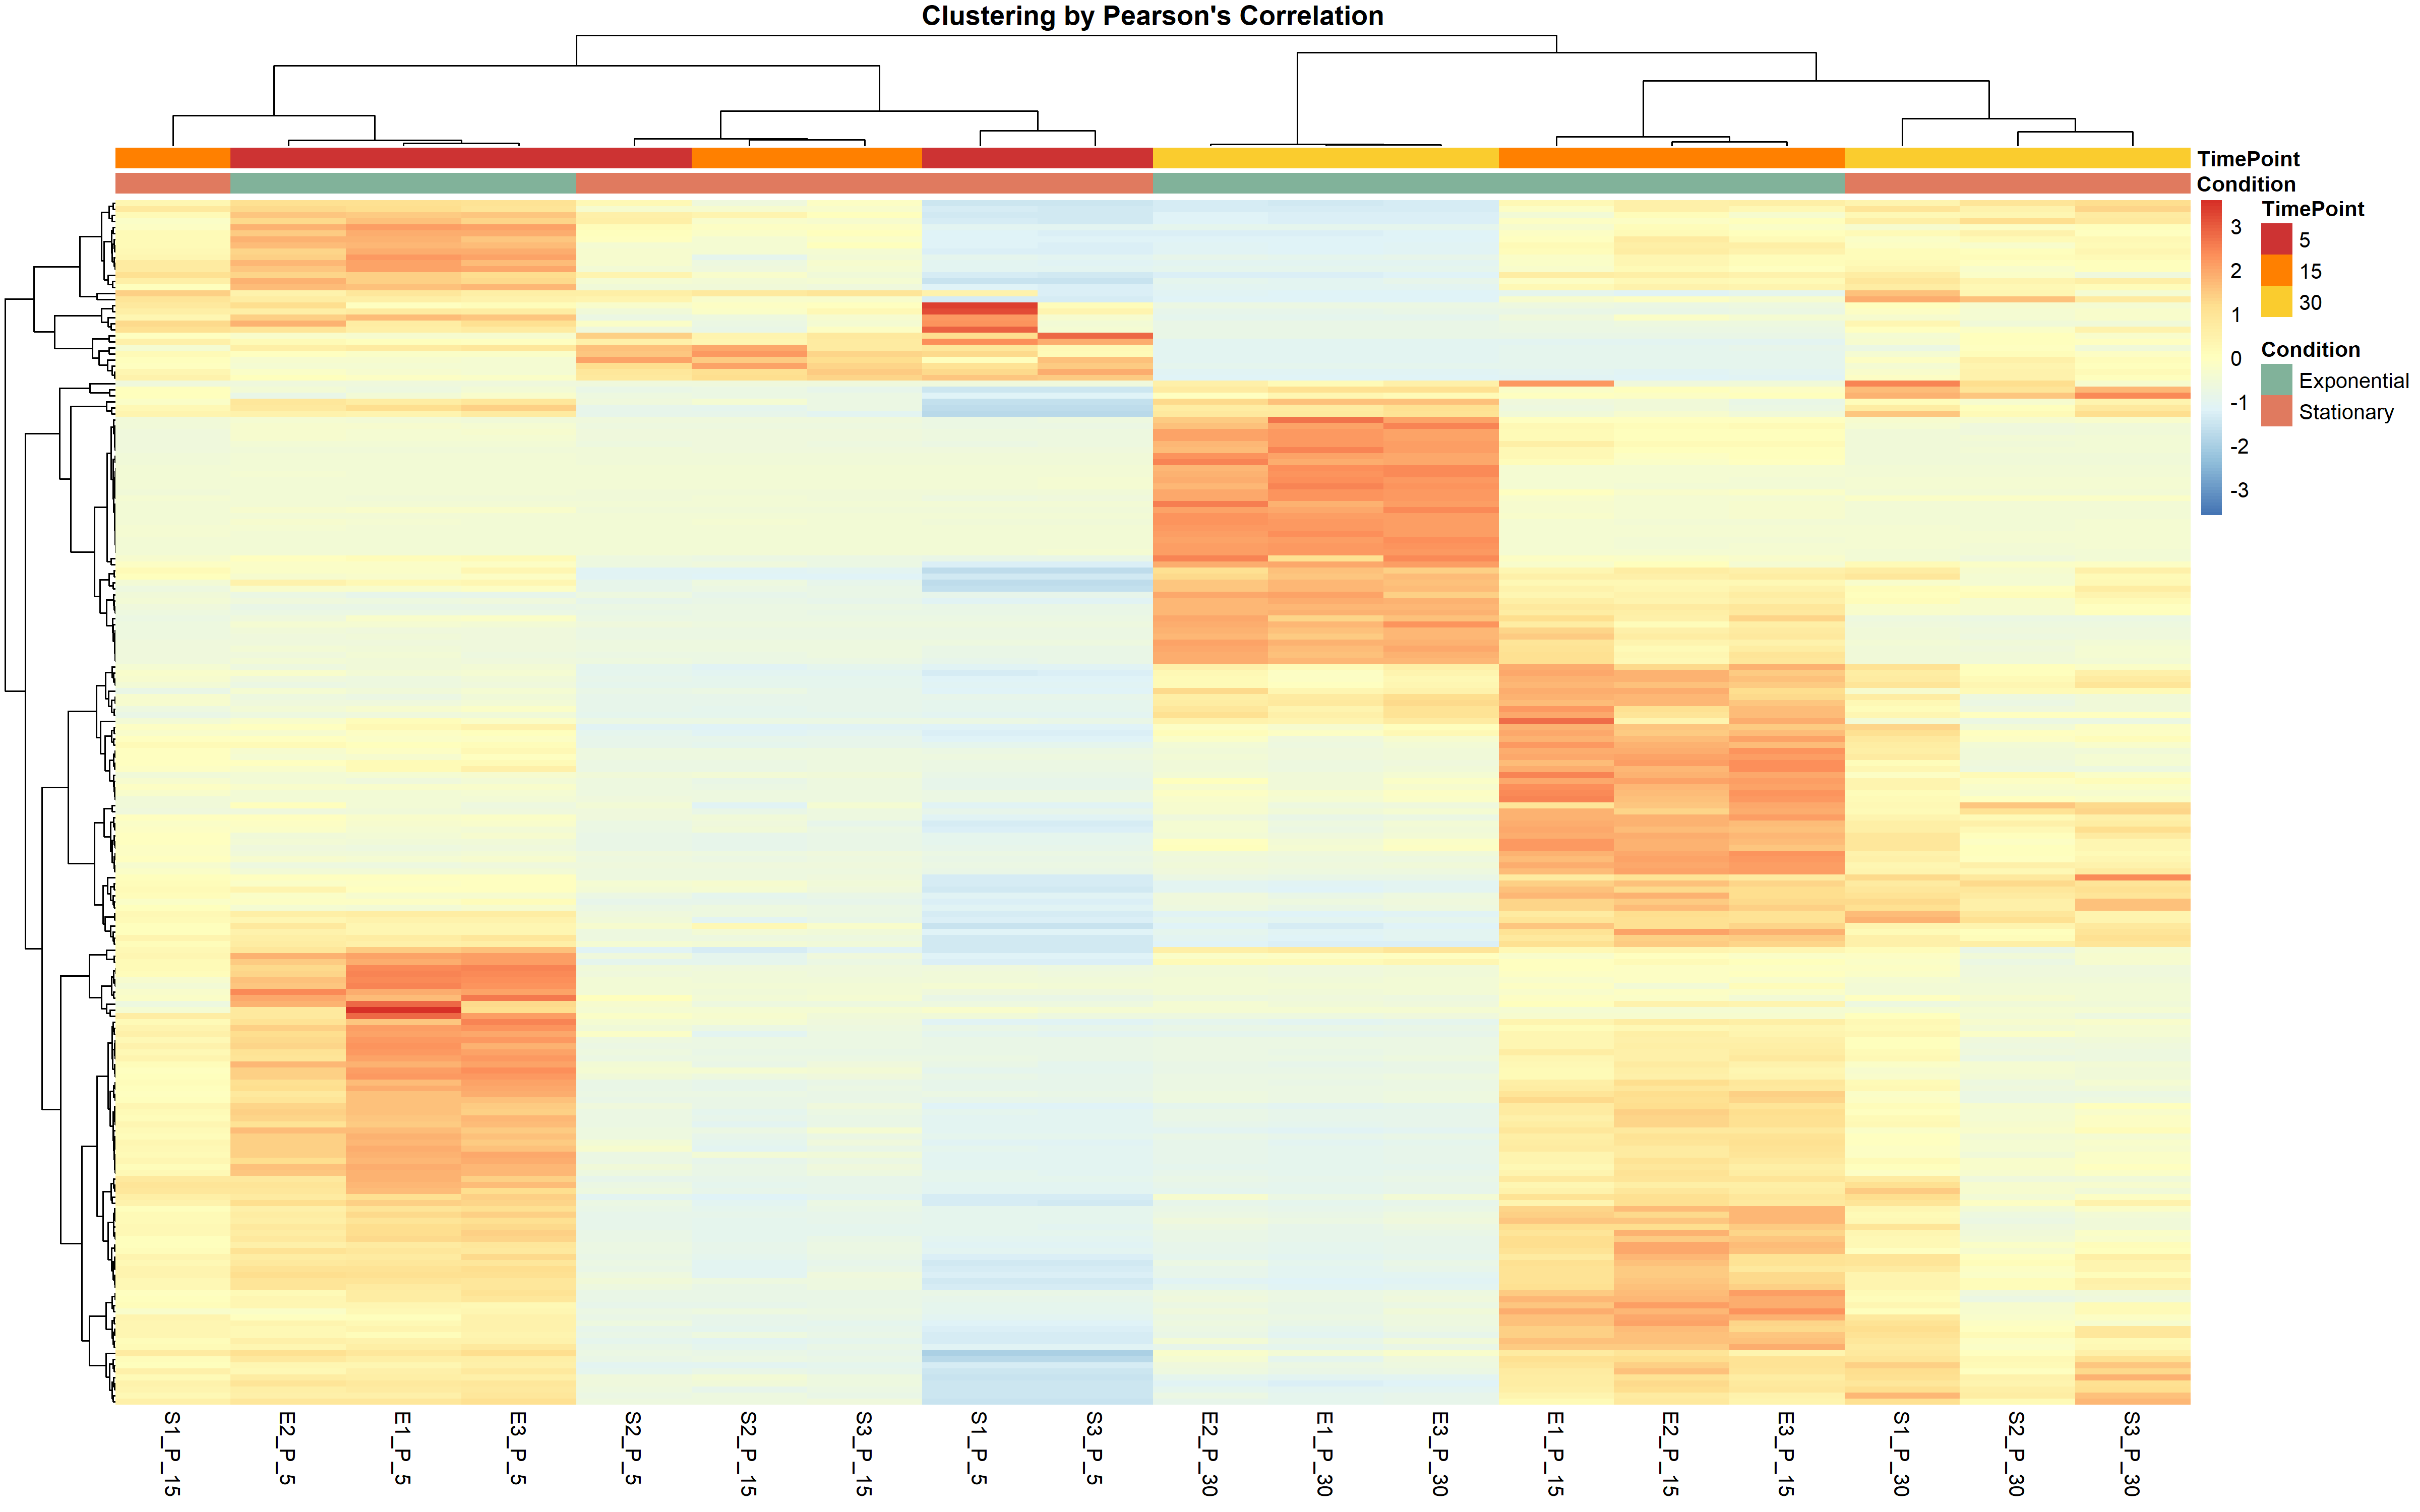 Clustering by Pearson's Correlation
TimePoint
Condition
3
2
1
0
-1
-2
-3
TimePoint
5
15
30
Condition
Exponential
Stationary
S1_P_15
E2_P_5
E1_P_5
E3_P_5
S2_P_5
S2_P_15
S3_P_15
S1_P_5
S3_P_5
E2_P_30
E1_P_30
E3_P_30
E1_P_15
E2_P_15
E3_P_15
S1_P_30
S2_P_30
S3_P_30